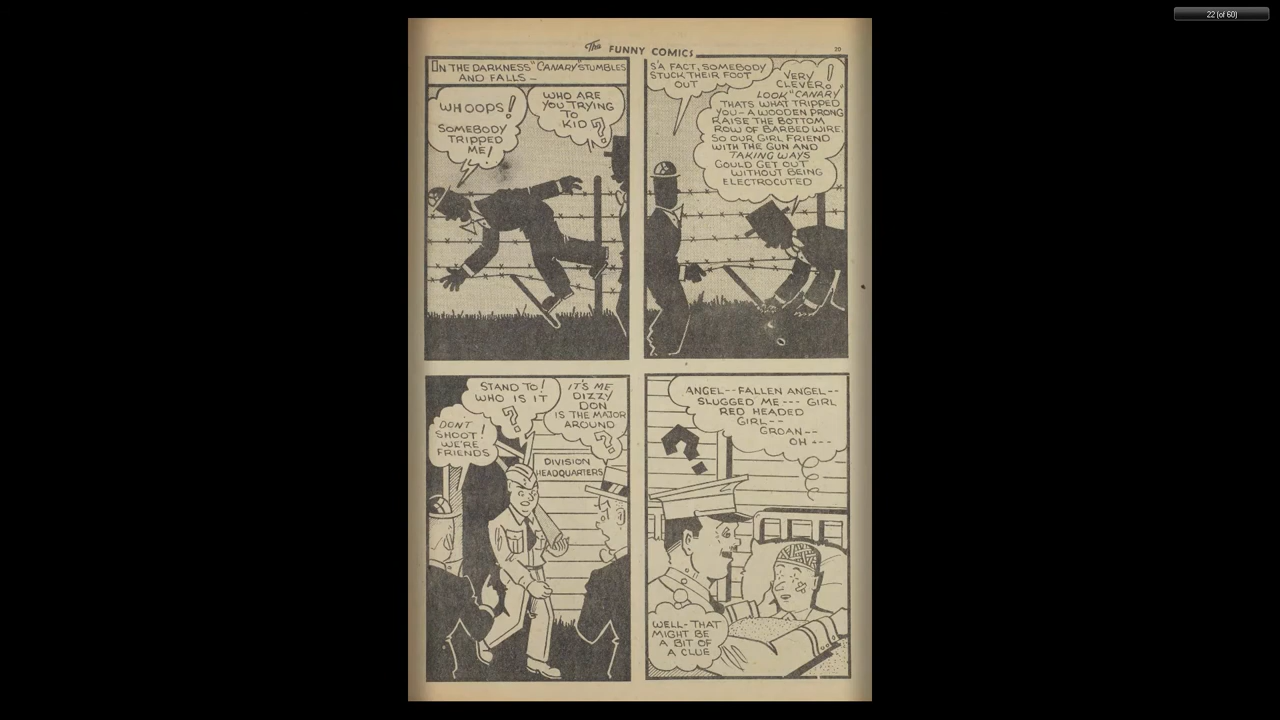 22 (of 60)
The FUNNY COMICS
20
IN THE DARKNESS "CANARY" STUMBLES
AND FALLS —
WHOOPS!
SOMEBODY
TRIPPED
ME!
WHO ARE
YOU TRYING
TO
KID?
S'A FACT, SOMEBODY
STUCK THEIR FOOT
OUT
VERY
CLEVER!
LOOK "CANARY"
THATS WHAT TRIPPED
YOU - A WOODEN PRONG
RAISE THE BOTTOM
ROW OF BARBED WIRE,
SO OUR GIRL FRIEND
WITH THE GUN AND
TAKING WAYS
COULD GET OUT
WITHOUT BEING
ELECTROCUTED
DON'T
SHOOT!
WE'RE
FRIENDS
STAND TO!
WHO IS IT
?
IT'S ME,
DIZZY
DON
IS THE MAJOR
AROUND
?
DIVISION
HEADQUARTERS
ANGEL--FALLEN ANGEL--
SLUGGED ME--- GIRL
RED HEADED
GIRL--
GROAN--
OH ---
?
WELL- THAT
MIGHT BE
A BIT OF
A CLUE